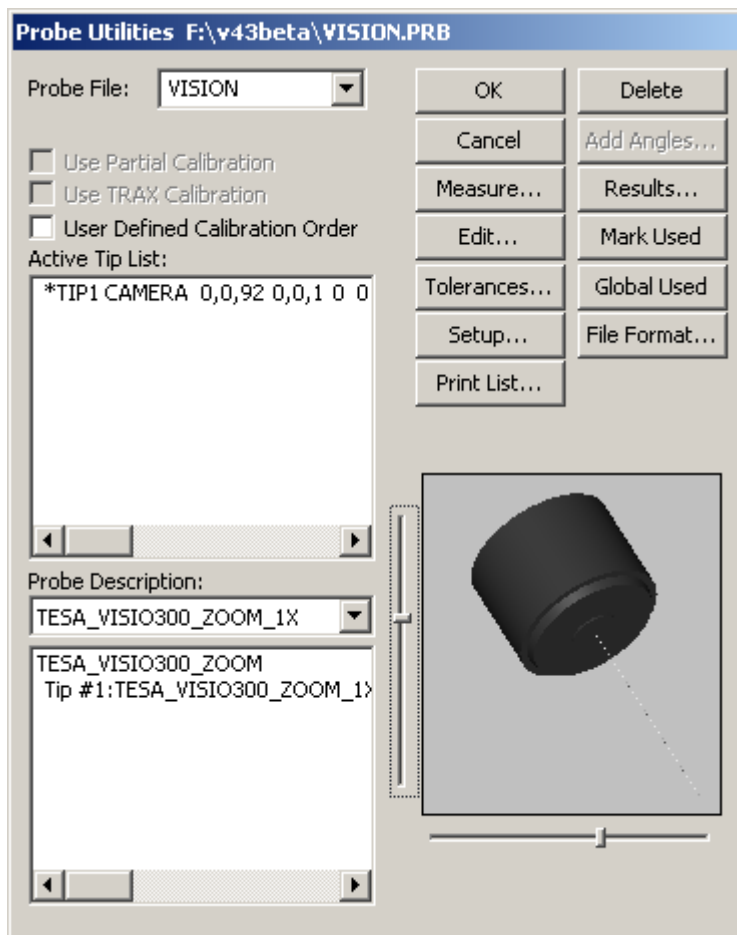 Probe Utilities F:\v43beta\VISION.PRB
Probe File: VISION
OK
Delete
Cancel
Add Angles...
Use Partial Calibration
Use TRAX Calibration
Measure...
Results...
User Defined Calibration Order
Edit...
Mark Used
Active Tip List:
*TIP1 CAMERA 0,0,92 0,0,1 0 0
Tolerances...
Global Used
Setup...
File Format...
Print List...
Probe Description:
TESA_VISIO300_ZOOM_1X
TESA_VISIO300_ZOOM
Tip #1:TESA_VISIO300_ZOOM_1X